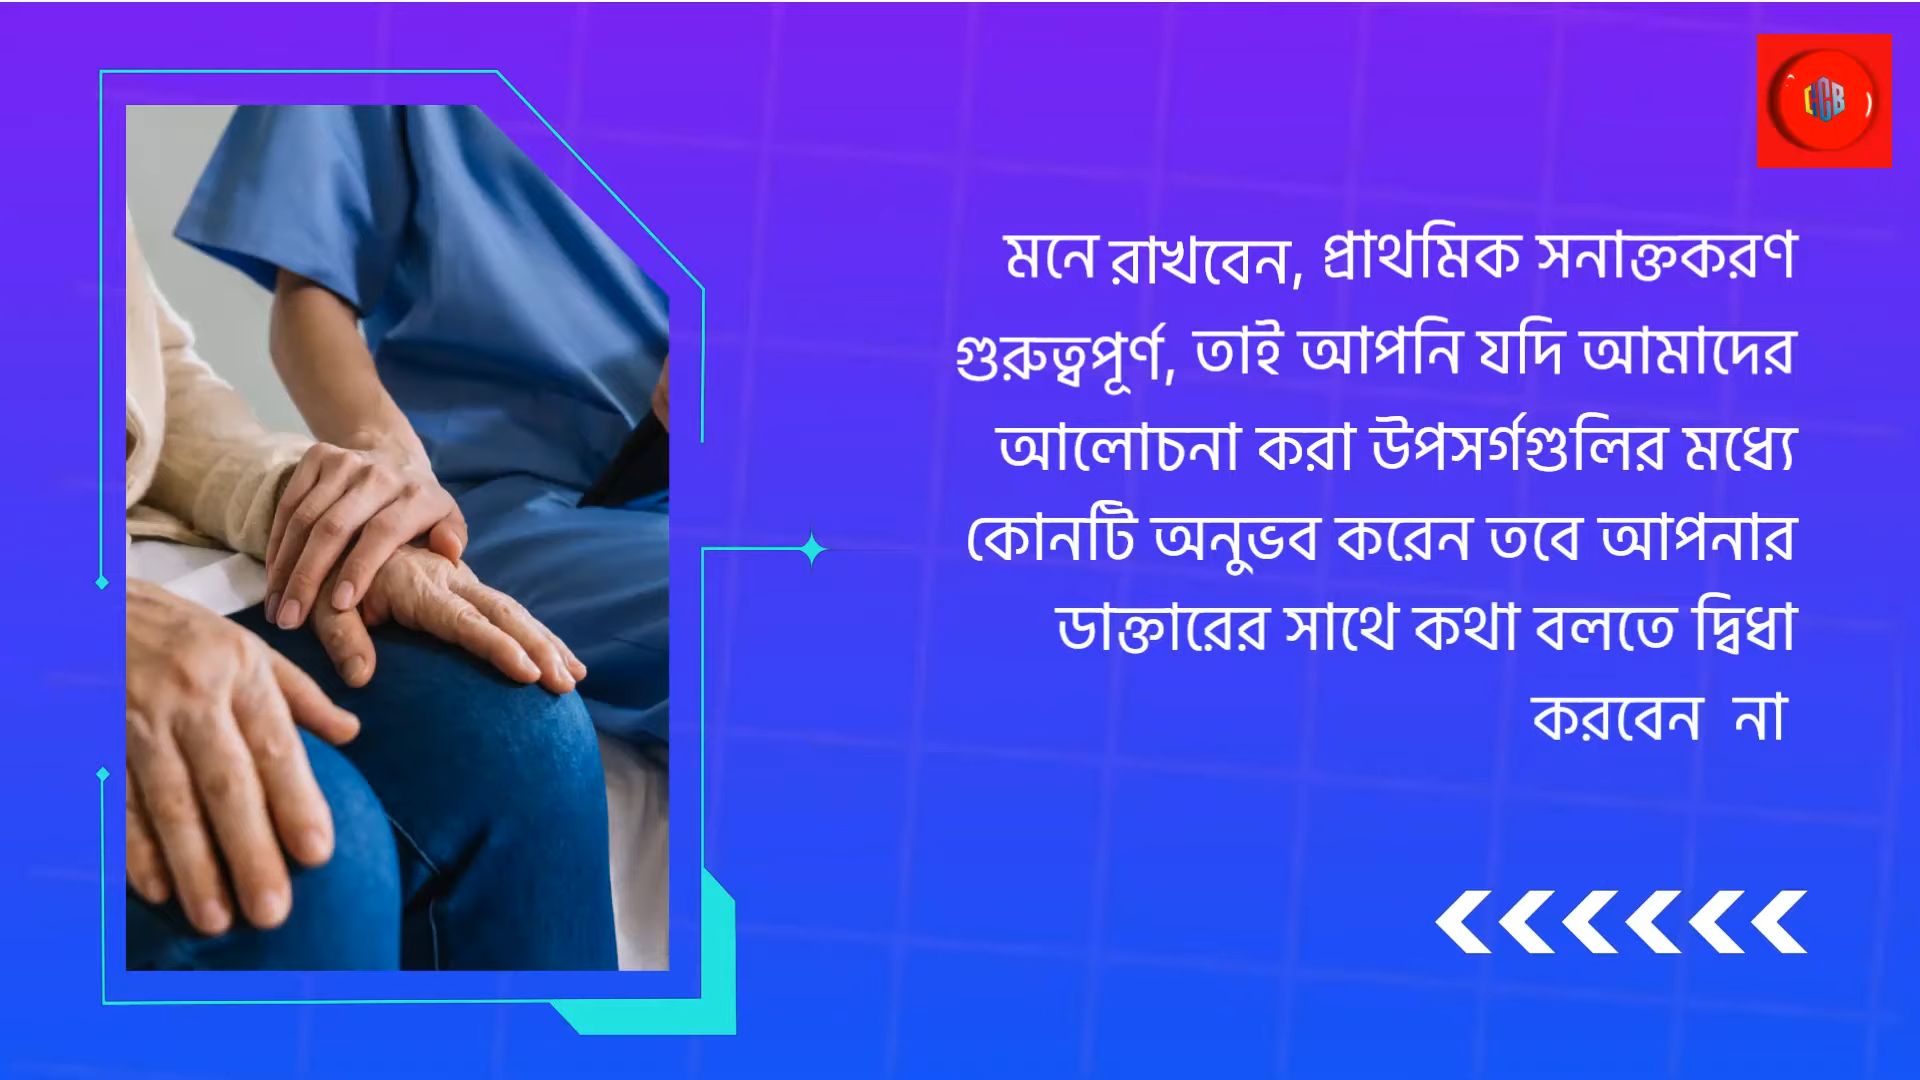 HCB
মনে রাখবেন, প্রাথমিক সনাক্তকরণ
গুরুত্বপূর্ণ, তাই আপনি যদি আমাদের
আলোচনা করা উপসর্গগুলির মধ্যে
কোনটি অনুভব করেন তবে আপনার
ডাক্তারের সাথে কথা বলতে দ্বিধা
করবেন না